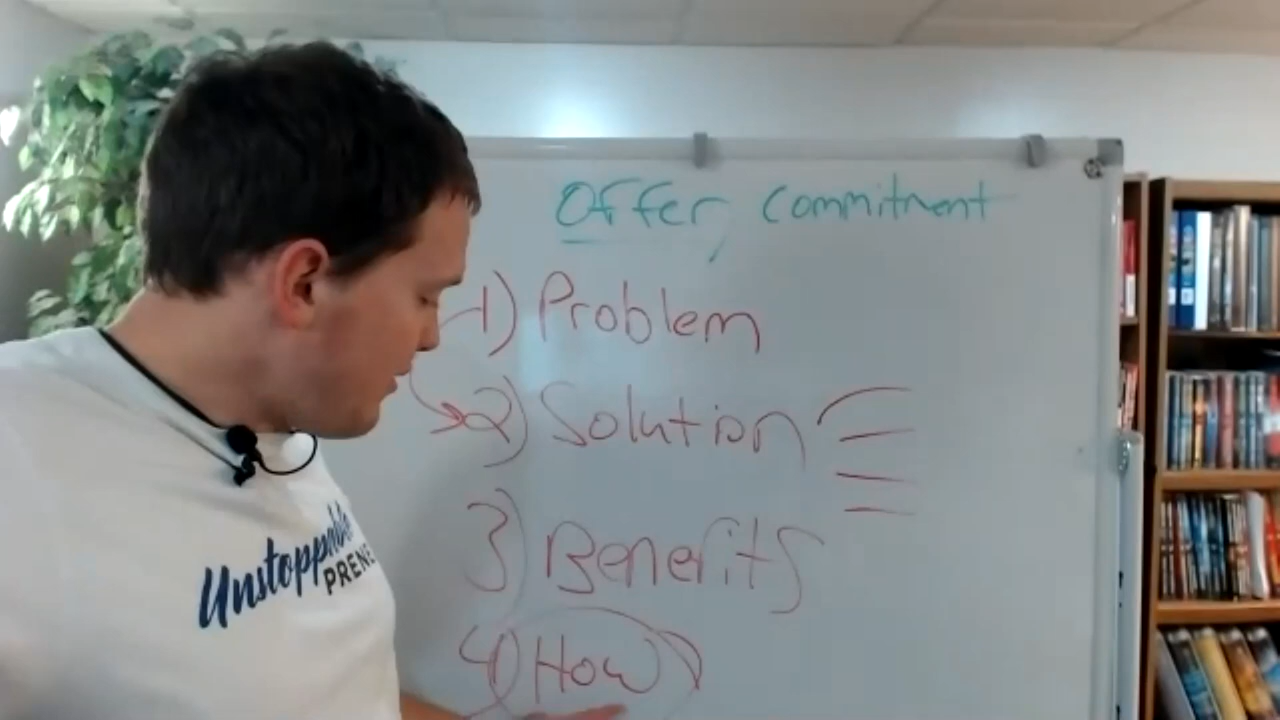 Offer, Commitment
1) Problem
2) Solution
3) Benefits
4) How
Unstoppable
PRENE